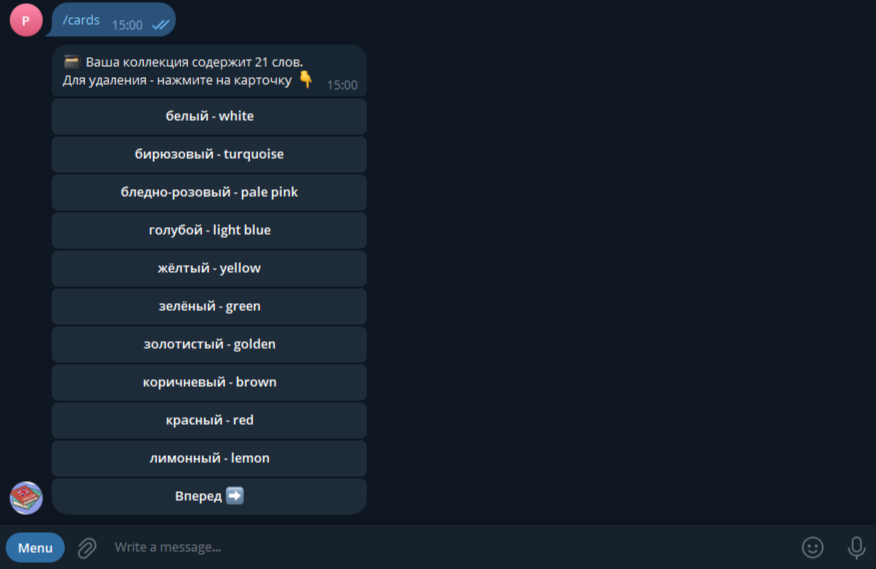 P
/cards 15:00
Ваша коллекция содержит 21 слов.
Для удаления - нажмите на карточку 👇 15:00
белый - white
бирюзовый - turquoise
бледно-розовый - pale pink
голубой - light blue
жёлтый - yellow
зелёный - green
золотистый - golden
коричневый - brown
красный - red
лимонный - lemon
Вперед ➡️
Menu Write a message...